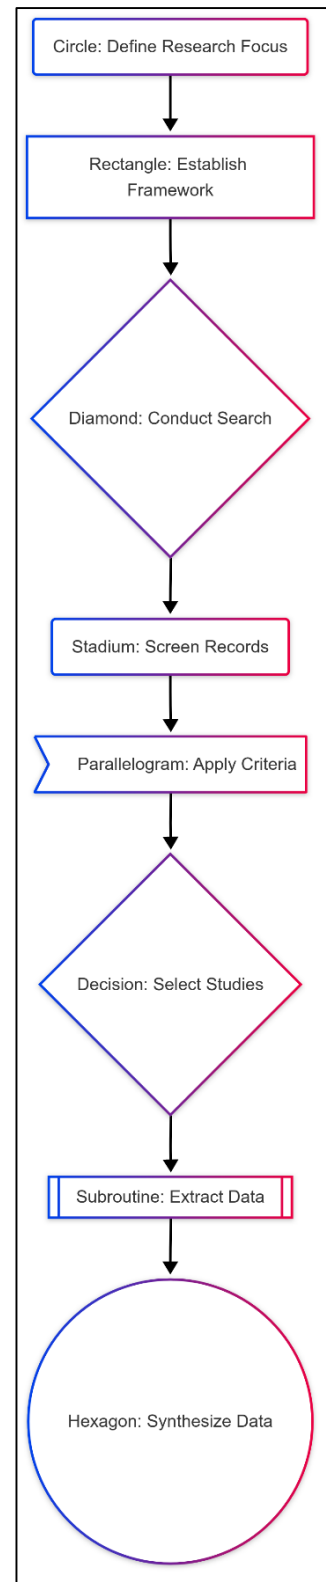 Circle: Define Research Focus
Rectangle: Establish
Framework
Diamond: Conduct Search
Stadium: Screen Records
Parallelogram: Apply Criteria
Decision: Select Studies
Subroutine: Extract Data
Hexagon: Synthesize Data